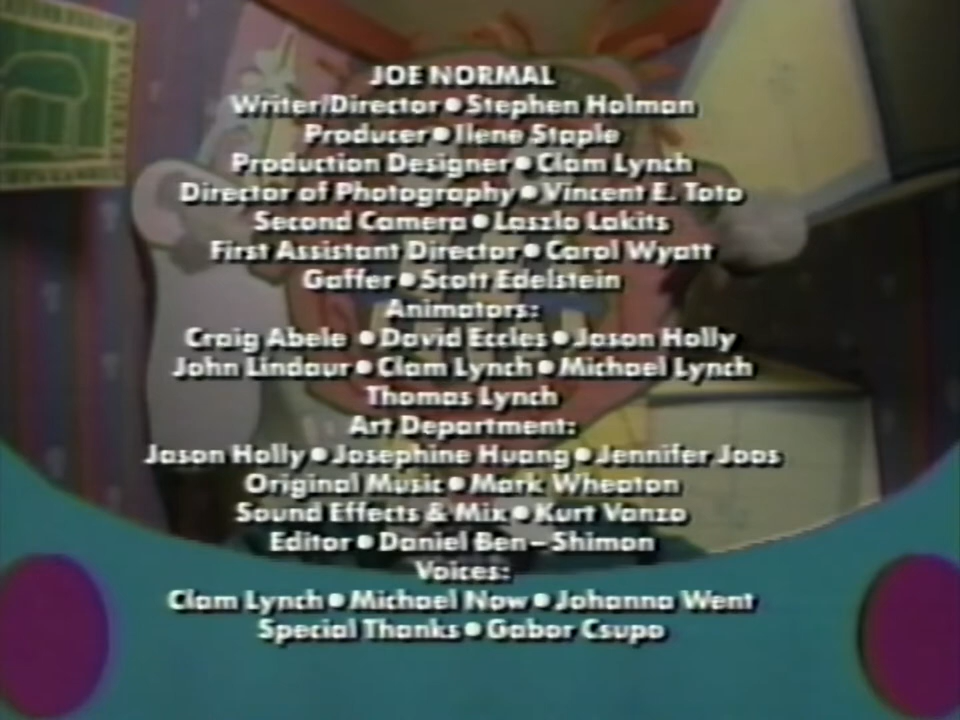 JOE NORMAL
Writer/Director • Stephen Holman
Producer • Ilene Staple
Production Designer • Clam Lynch
Director of Photography • Vincent E. Toto
Second Camera • Laszlo Lakits
First Assistant Director • Carol Wyatt
Gaffer • Scott Edelstein
Animators:
Craig Abele • David Eccles • Jason Holly
John Lindaur • Clam Lynch • Michael Lynch
Thomas Lynch
Art Department:
Jason Holly • Josephine Huang • Jennifer Joos
Original Music • Mark Wheaton
Sound Effects & Mix • Kurt Vanzo
Editor • Daniel Ben-Shimon
Voices:
Clam Lynch • Michael Now • Johanna Went
Special Thanks • Gabor Csupo